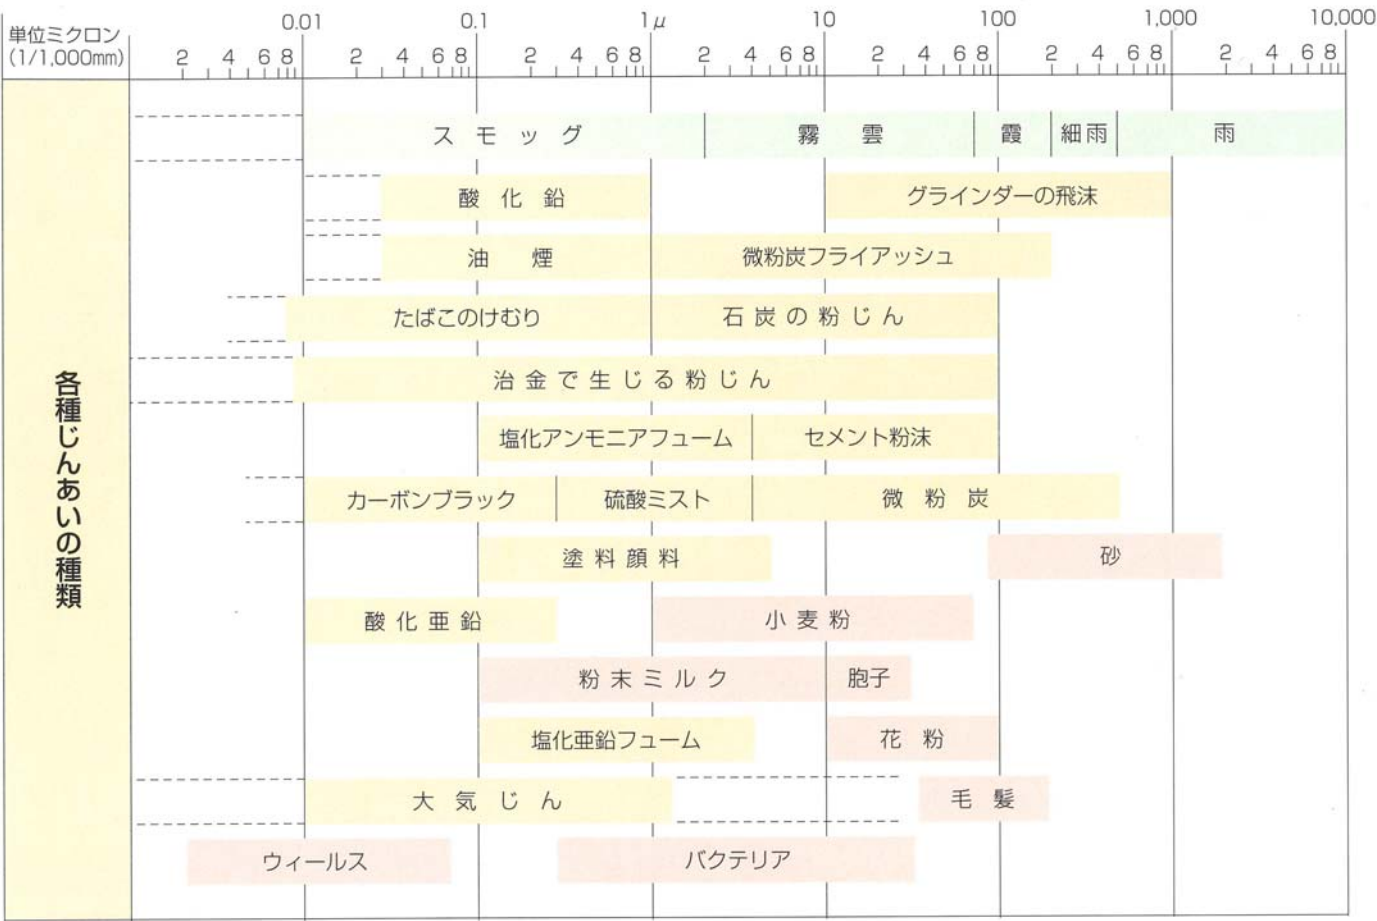 単位ミクロン
(1/1,000mm)
0.01 0.1 1μ 10 100 1,000 10,000
2 4 6 8 2 4 6 8 2 4 6 8 2 4 6 8 2 4 6 8 2 4 6 8 2 4 6 8
各種じんあいの種類
スモッグ 霧雲 霞 細雨 雨
酸化鉛 グラインダーの飛沫
油煙 微粉炭フライアッシュ
たばこのけむり 石炭の粉じん
治金で生じる粉じん
塩化アンモニアフューム セメント粉沫
カーボンブラック 硫酸ミスト 微粉炭
塗料顔料 砂
酸化亜鉛 小麦粉
粉末ミルク 胞子
塩化亜鉛フューム 花粉
大気じん 毛髪
ウィールス バクテリア